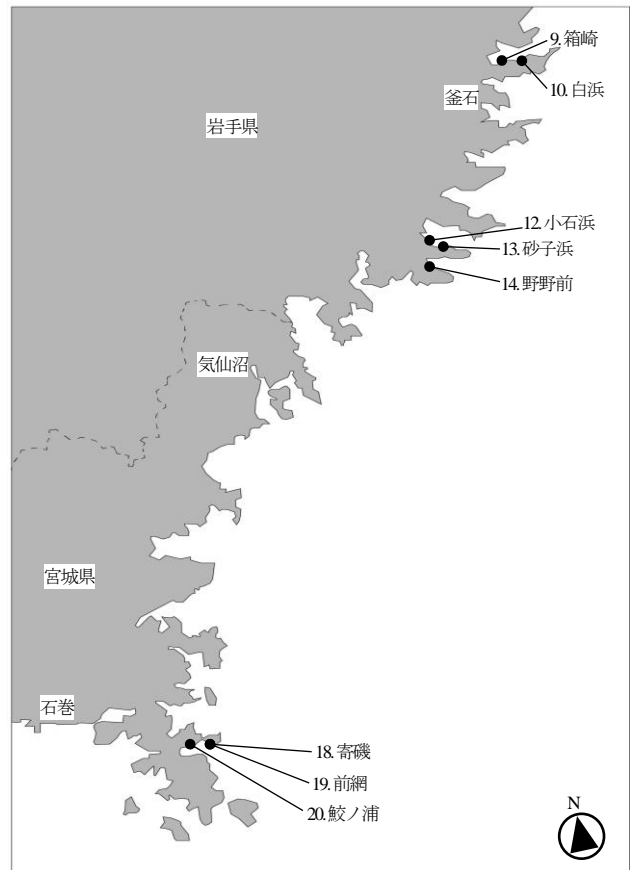 9. 箱崎
10. 白浜
釜石
岩手県
12. 小石浜
13. 砂子浜
14. 野野前
気仙沼
宮城県
石巻
18. 寄磯
19. 前網
20. 鮫ノ浦
N